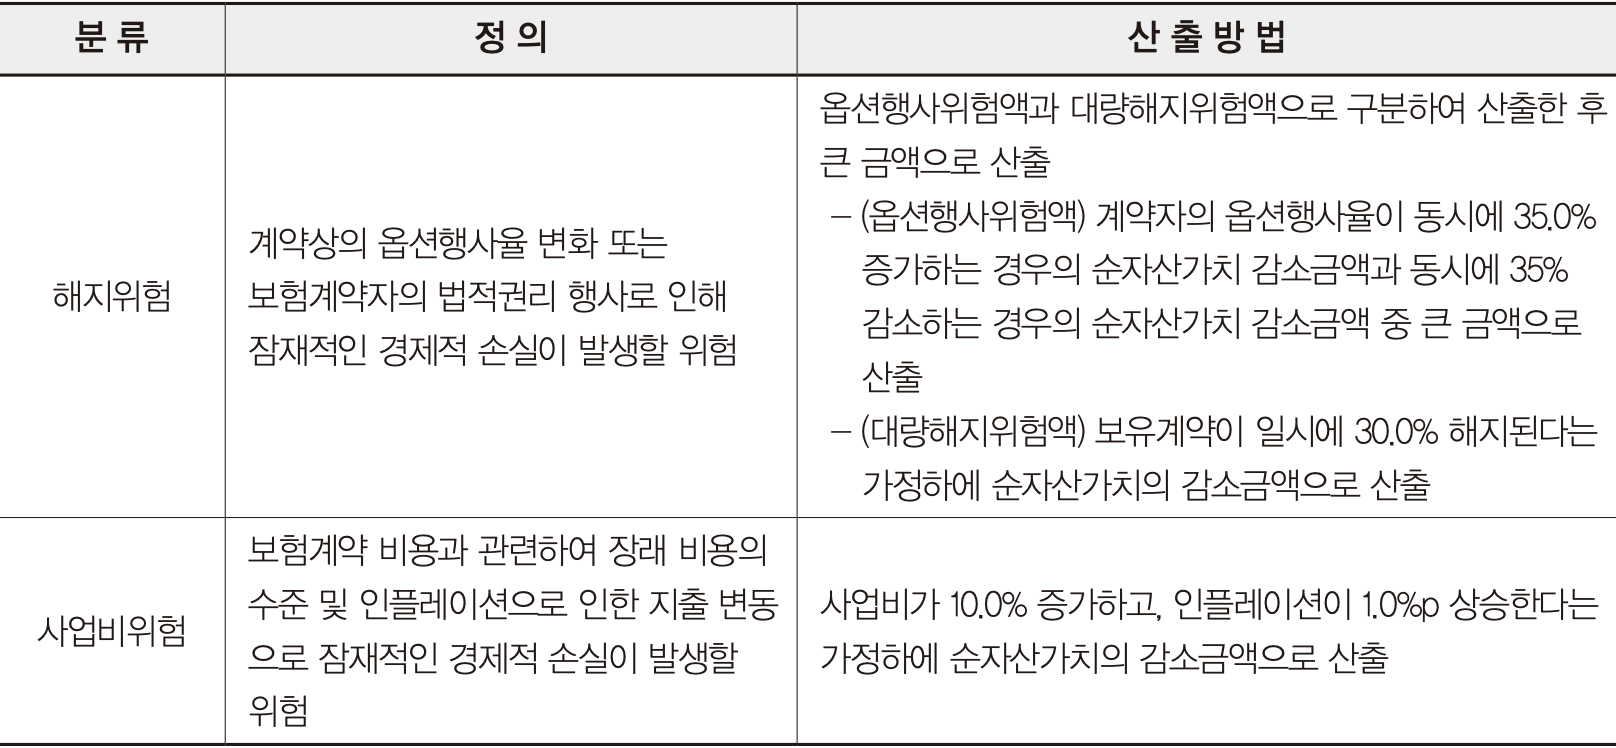 분 류
정 의
산 출 방 법
해지위험
계약상의 옵션행사율 변화 또는
보험계약자의 법적권리 행사로 인해
잠재적인 경제적 손실이 발생할 위험
옵션행사위험액과 대량해지위험액으로 구분하여 산출한 후
큰 금액으로 산출
– (옵션행사위험액) 계약자의 옵션행사율이 동시에 35.0%
증가하는 경우의 순자산가치 감소금액과 동시에 35%
감소하는 경우의 순자산가치 감소금액 중 큰 금액으로
산출
– (대량해지위험액) 보유계약이 일시에 30.0% 해지된다는
가정하에 순자산가치의 감소금액으로 산출
사업비위험
보험계약 비용과 관련하여 장래 비용의
수준 및 인플레이션으로 인한 지출 변동
으로 잠재적인 경제적 손실이 발생할
위험
사업비가 10.0% 증가하고, 인플레이션이 1.0%p 상승한다는
가정하에 순자산가치의 감소금액으로 산출